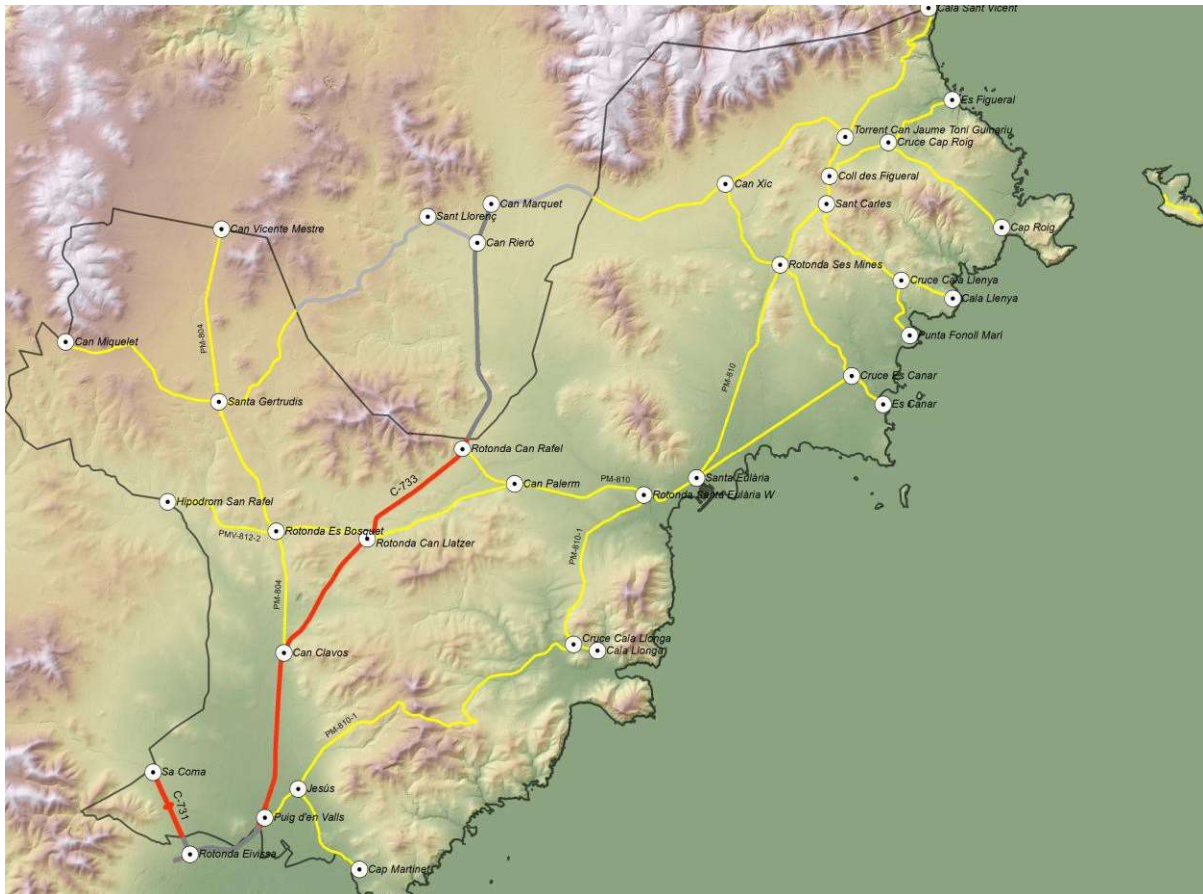 Cala Sant Vicent
Es Figueral
Torrent Can Jaume Toni Guinariu
Cruce Cap Roig
Coll des Figueral
Can Xic
Can Marquet
Sant Carles
Sant Llorenç
Can Vicente Mestre
Cap Roig
Can Rieró
Rotonda Ses Mines
Cruce Cala Llenya
Cala Llenya
Punta Fonoll Mari
PM-804
Can Miquelet
PM-810
Cruce Es Canar
Santa Gertrudis
Es Canar
Rotonda Can Rafel
C-733
PM-810
Santa Eulària
Can Palerm
Rotonda Santa Eulària W
Hipodrom San Rafel
Rotonda Es Bosquet
PMV-812-2
Rotonda Can Llatzer
PM-810-1
PM-804
Cruce Cala Llonga
Cala Llonga
Can Clavos
PM-810-1
Sa Coma
Jesús
C-731
Puig d'en Valls
Rotonda Eivissa
Cap Martinet